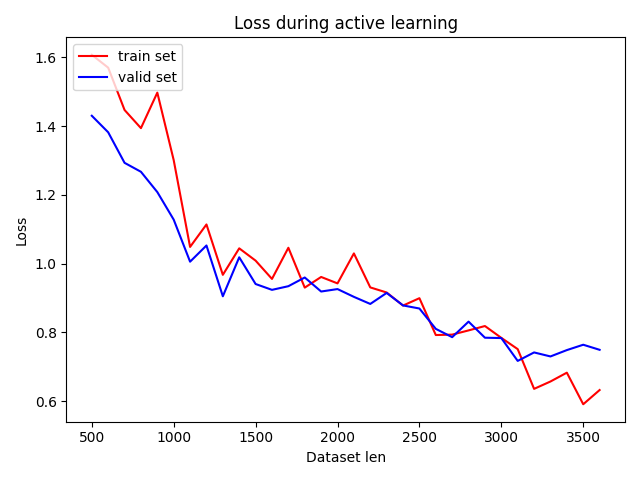 Loss during active learning
train set
valid set
1.6
1.4
1.2
1.0
0.8
0.6
Loss
500
1000
1500
2000
2500
3000
3500
Dataset len